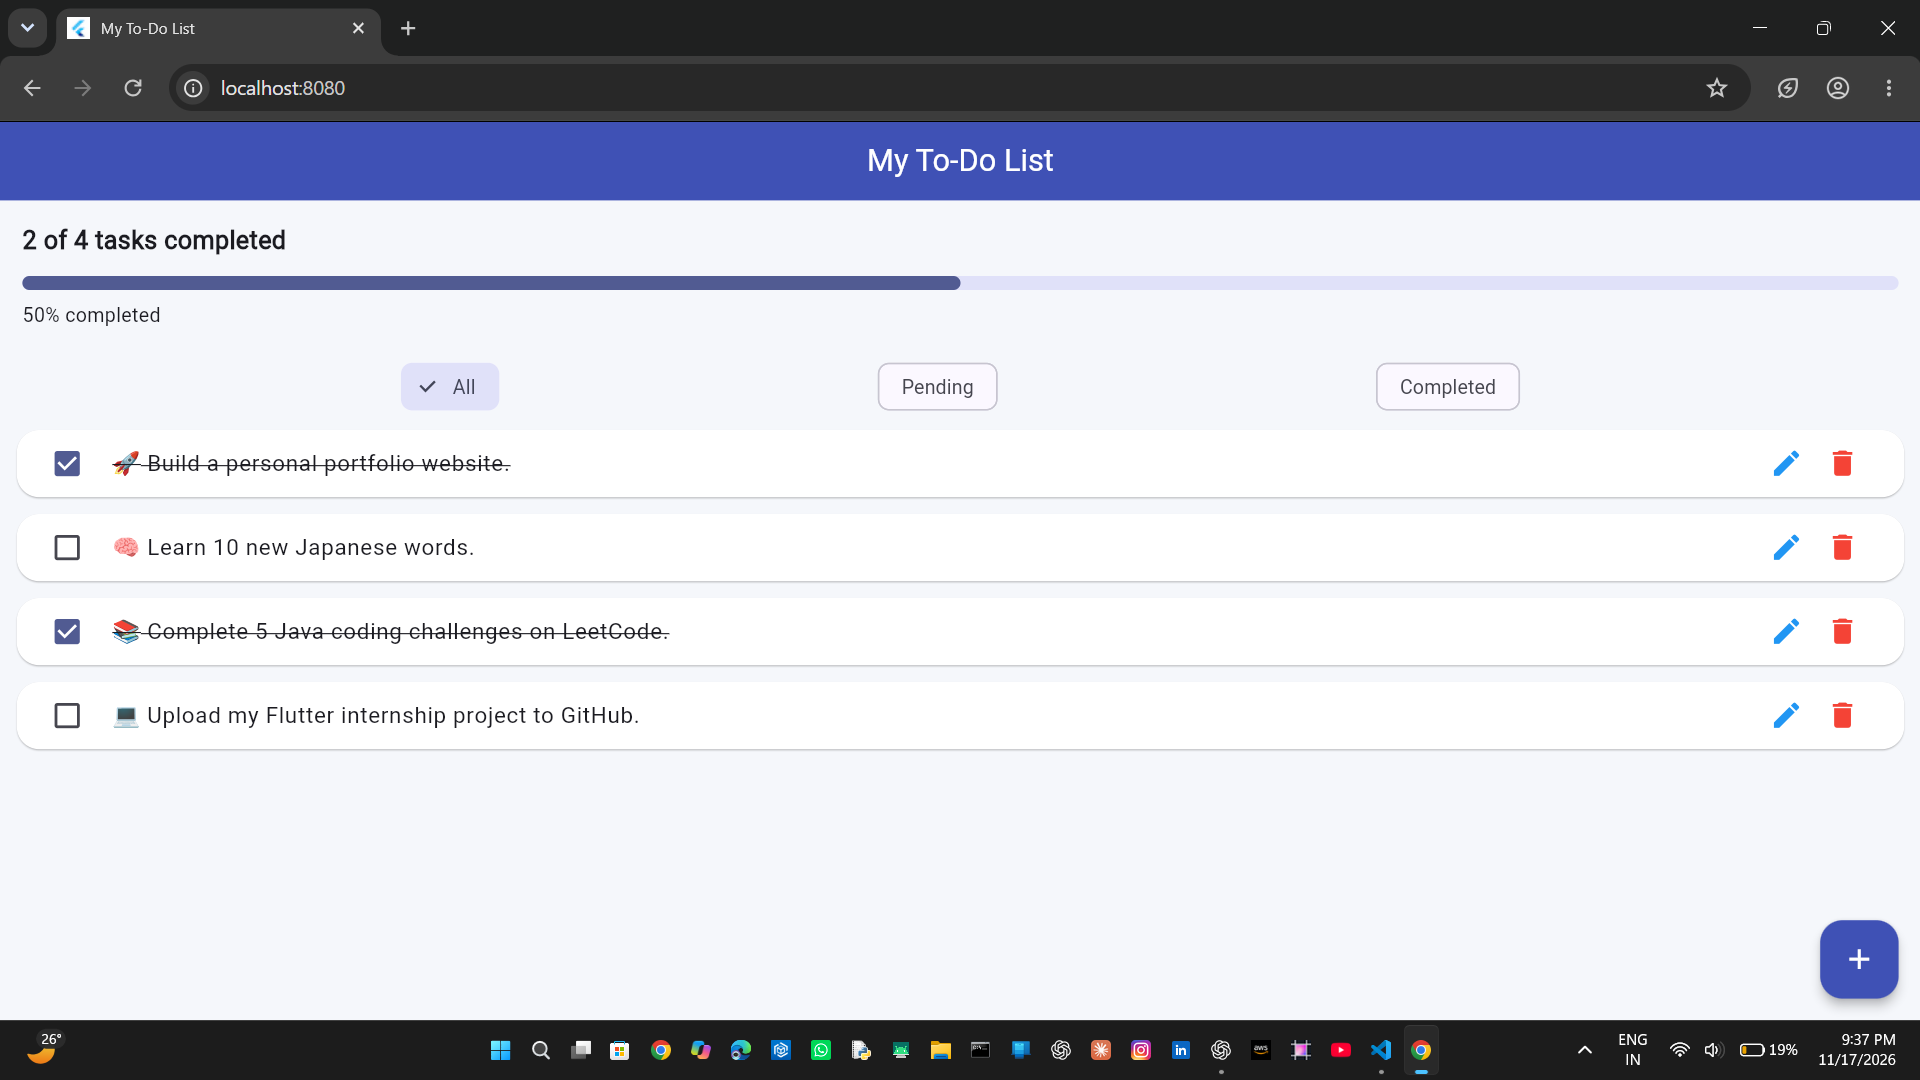 My To-Do List
localhost:8080
My To-Do List
2 of 4 tasks completed
50% completed
All
Pending
Completed
🚀 Build a personal portfolio website.
🧠 Learn 10 new Japanese words.
📚 Complete 5 Java coding challenges on LeetCode.
💻 Upload my Flutter internship project to GitHub.
26°
aws
ENG
IN
19%
9:37 PM
11/17/2026